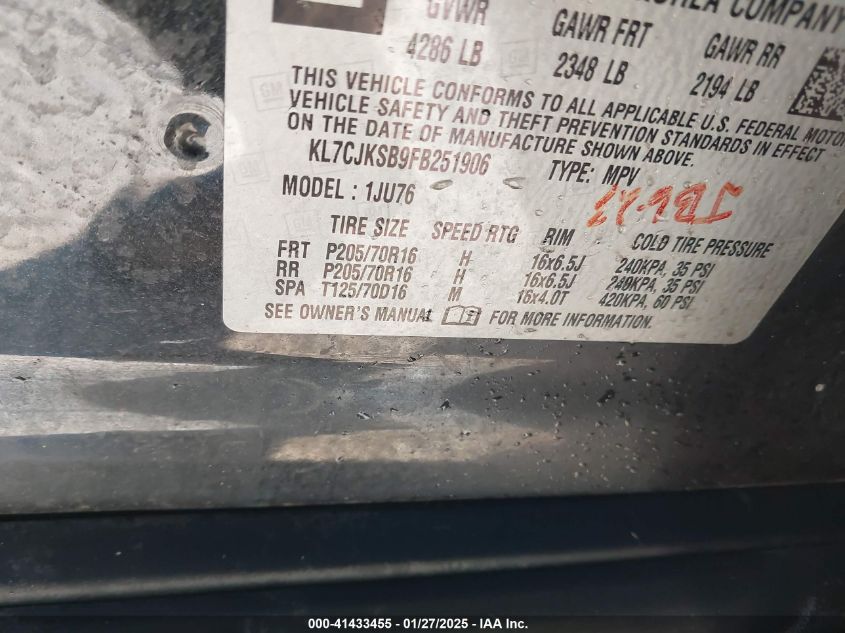 KOREA COMPANY
GVWR GAWR FRT GAWR RR
4286 LB 2348 LB 2194 LB
GM
THIS VEHICLE CONFORMS TO ALL APPLICABLE U.S. FEDERAL MOTOR
VEHICLE SAFETY AND THEFT PREVENTION STANDARDS IN EFFECT
ON THE DATE OF MANUFACTURE SHOWN ABOVE.
KL7CJKSB9FB251906 TYPE: MPV
MODEL : 1JU76
TIRE SIZE SPEED RTG RIM COLD TIRE PRESSURE
FRT P205/70R16 H 16x6.5J 240KPA, 35 PSI
RR P205/70R16 H 16x6.5J 240KPA, 35 PSI
SPA T125/70D16 M 16x4.0T 420KPA, 60 PSI
SEE OWNER'S MANUAL FOR MORE INFORMATION.
000-41433455 - 01/27/2025 - IAA Inc.